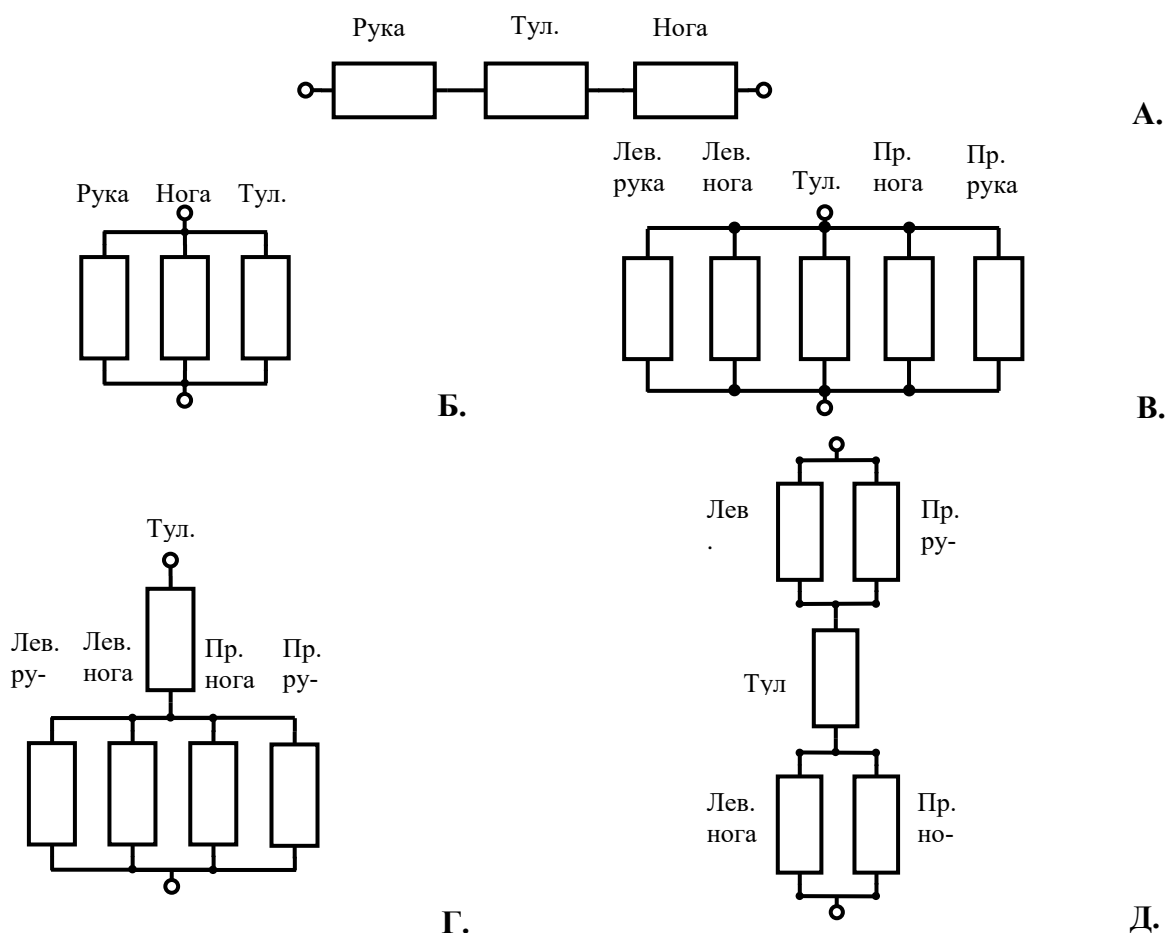 Рука Тул. Нога
А.
Лев. Лев. Пр. Пр.
рука нога Тул. нога рука
Рука Нога Тул.
Б.
В.
Лев Пр.
. ру-
Тул.
Лев. Лев. Пр. Пр.
ру- нога нога ру-
Тул
Лев. Пр.
нога но-
Г.
Д.